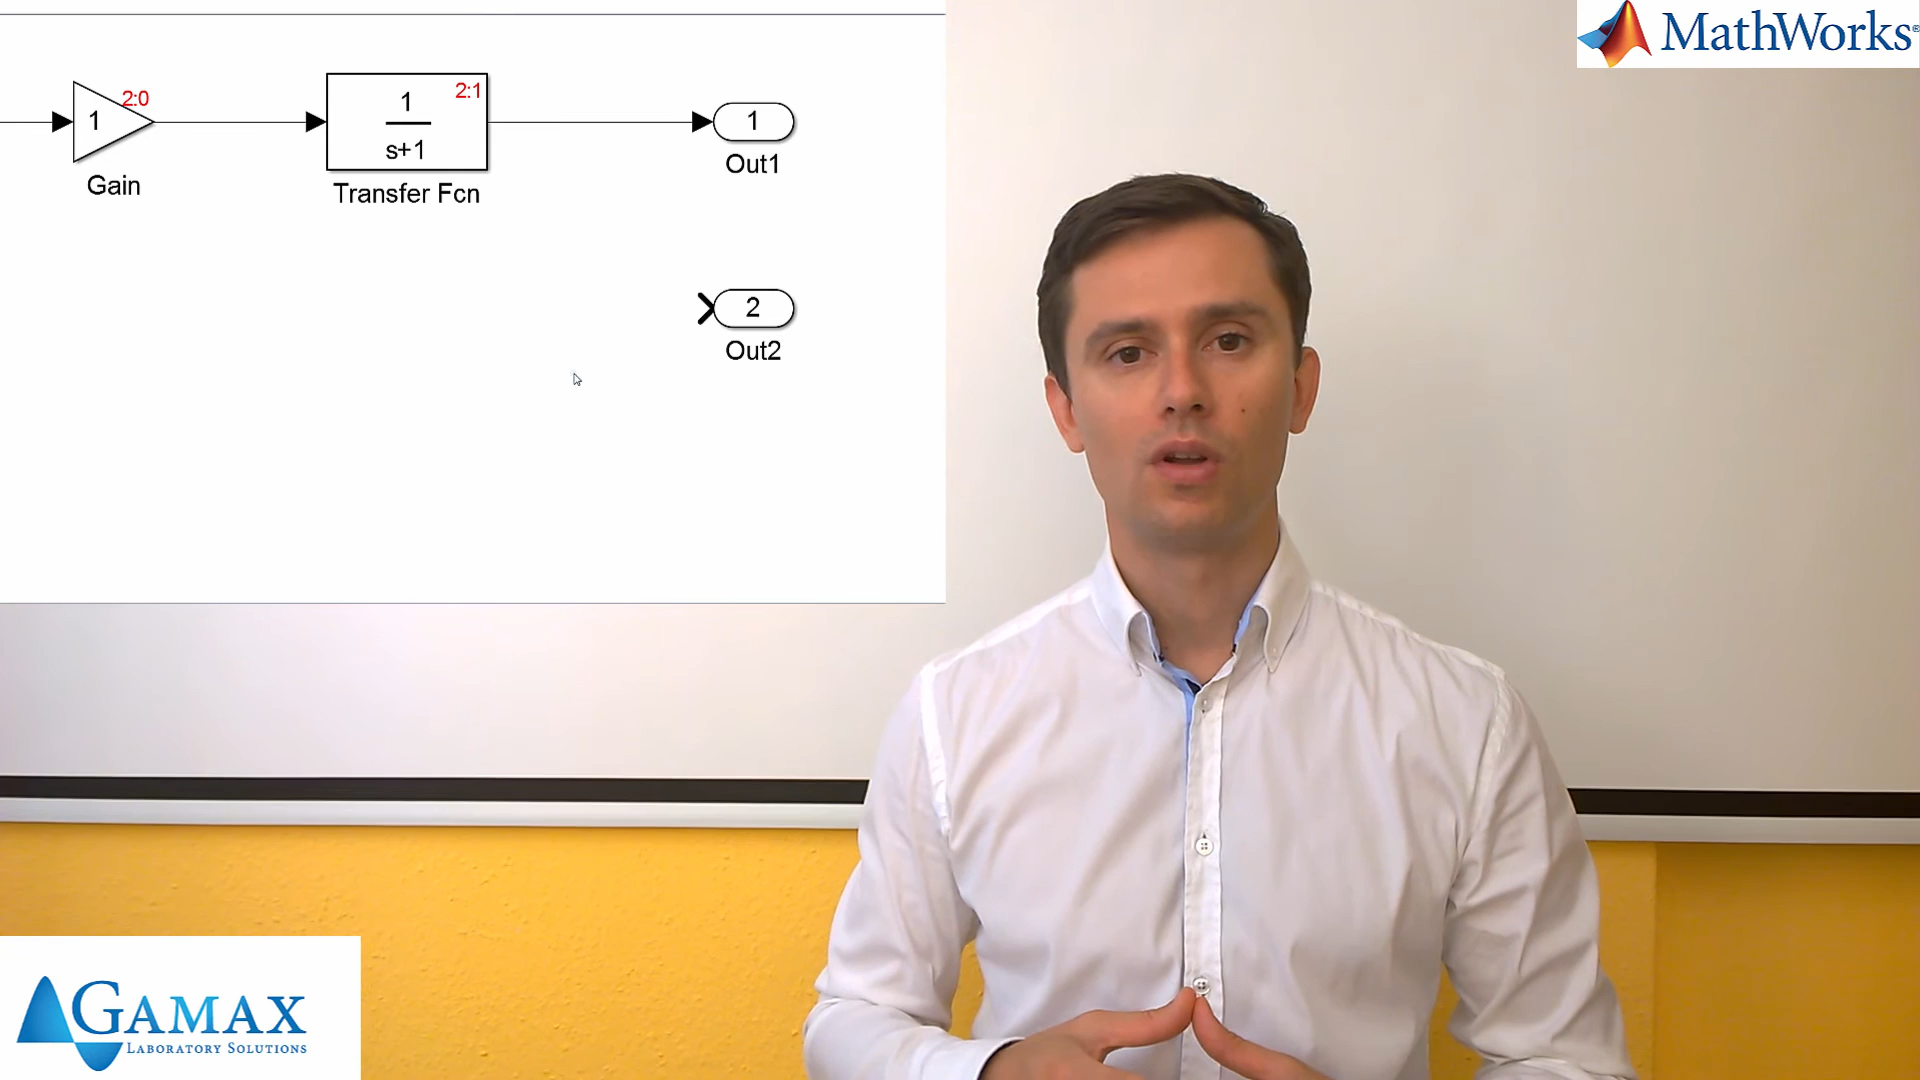 MathWorks®
1
2:0
Gain
1
s+1
2:1
Transfer Fcn
1
Out1
2
Out2
GAMAX
LABORATORY SOLUTIONS